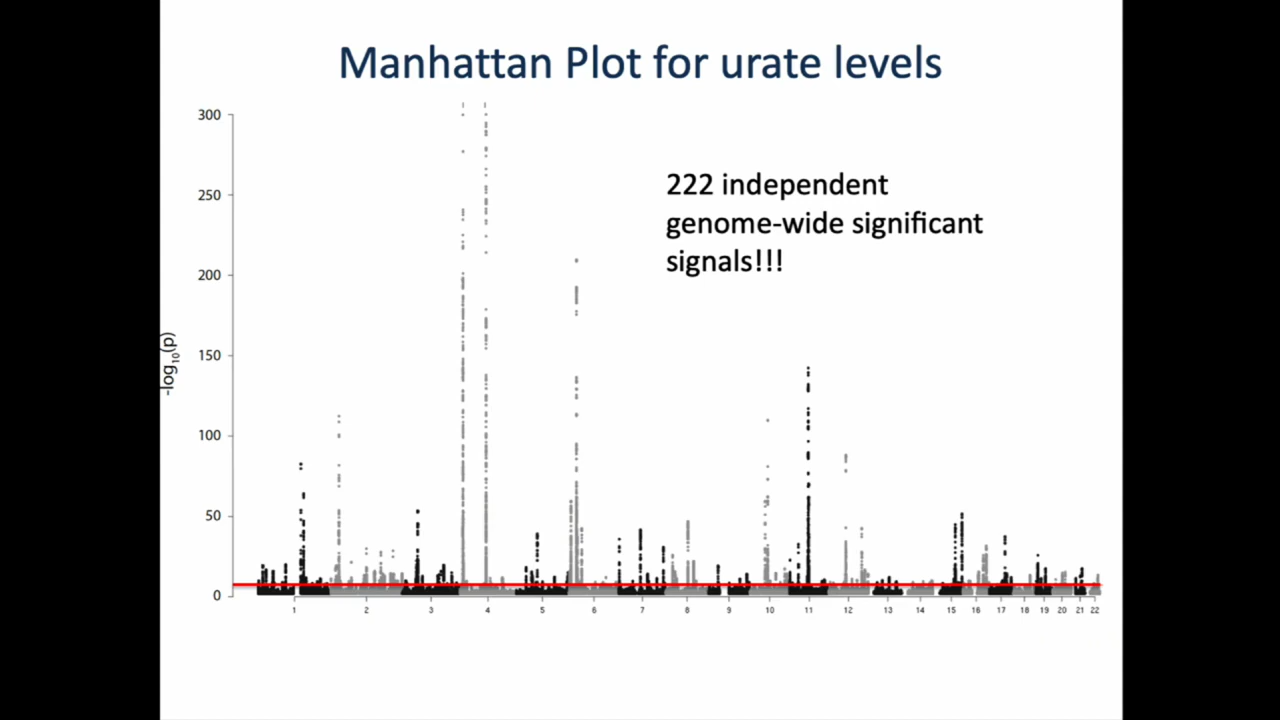 Manhattan Plot for urate levels
300
250
200
150
100
50
0
-log10(p)
222 independent
genome-wide significant
signals!!!
1 2 3 4 5 6 7 8 9 10 11 12 13 14 15 16 17 18 19 20 21 22